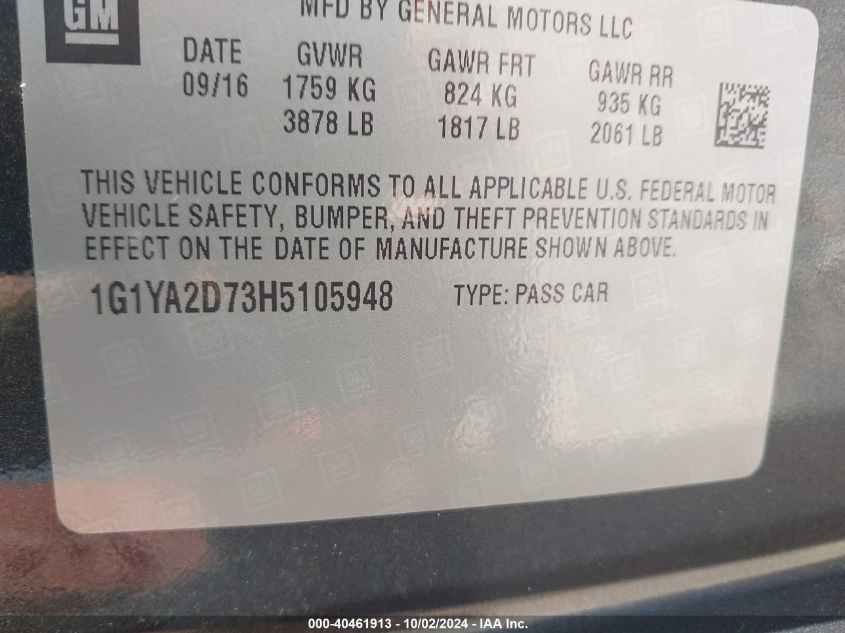 GM
MFD BY GENERAL MOTORS LLC
DATE GVWR GAWR FRT GAWR RR
09/16 1759 KG 824 KG 935 KG
3878 LB 1817 LB 2061 LB
THIS VEHICLE CONFORMS TO ALL APPLICABLE U.S. FEDERAL MOTOR
VEHICLE SAFETY, BUMPER, AND THEFT PREVENTION STANDARDS IN
EFFECT ON THE DATE OF MANUFACTURE SHOWN ABOVE.
1G1YA2D73H5105948 TYPE: PASS CAR
000-40461913 - 10/02/2024 - IAA Inc.